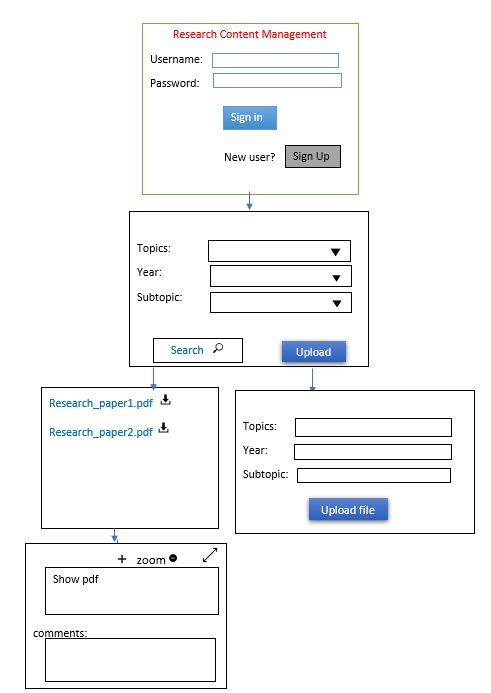 Research Content Management
Username:
Password:
Sign in
New user? Sign Up
Topics:
Year:
Subtopic:
Search Upload
Research_paper1.pdf
Research_paper2.pdf
Topics:
Year:
Subtopic:
Upload file
+ zoom
Show pdf
comments: